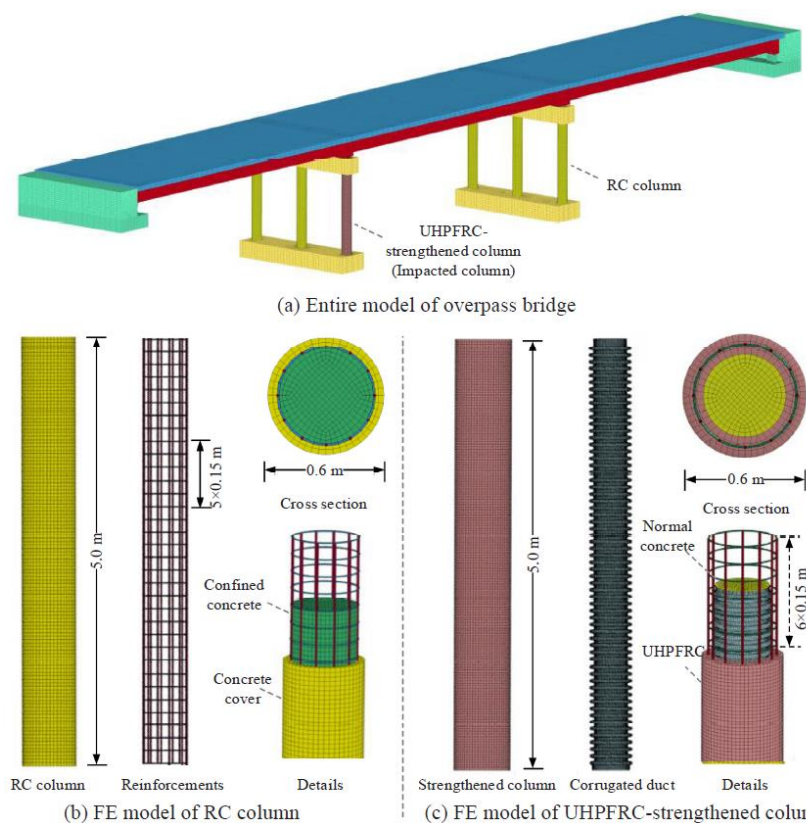 RC column
UHPFRC-
strengthened column
(Impacted column)
(a) Entire model of overpass bridge
5.0 m
5×0.15 m
0.6 m
Cross section
Confined
concrete
Concrete
cover
RC column
Reinforcements
Details
(b) FE model of RC column
5.0 m
0.6 m
Cross section
Normal
concrete
6×0.15 m
UHPFRC
Strengthened column
Corrugated duct
Details
(c) FE model of UHPFRC-strengthened colum